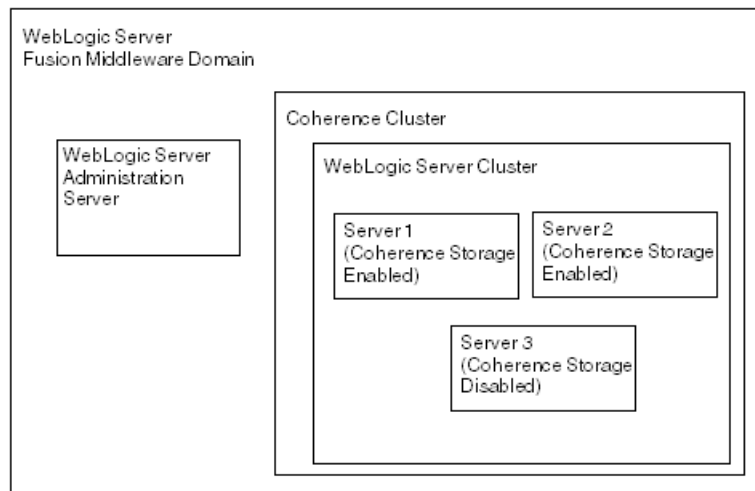 WebLogic Server
Fusion Middleware Domain
Coherence Cluster
WebLogic Server
Administration
Server
WebLogic Server Cluster
Server 1
(Coherence Storage
Enabled)
Server 2
(Coherence Storage
Enabled)
Server 3
(Coherence Storage
Disabled)